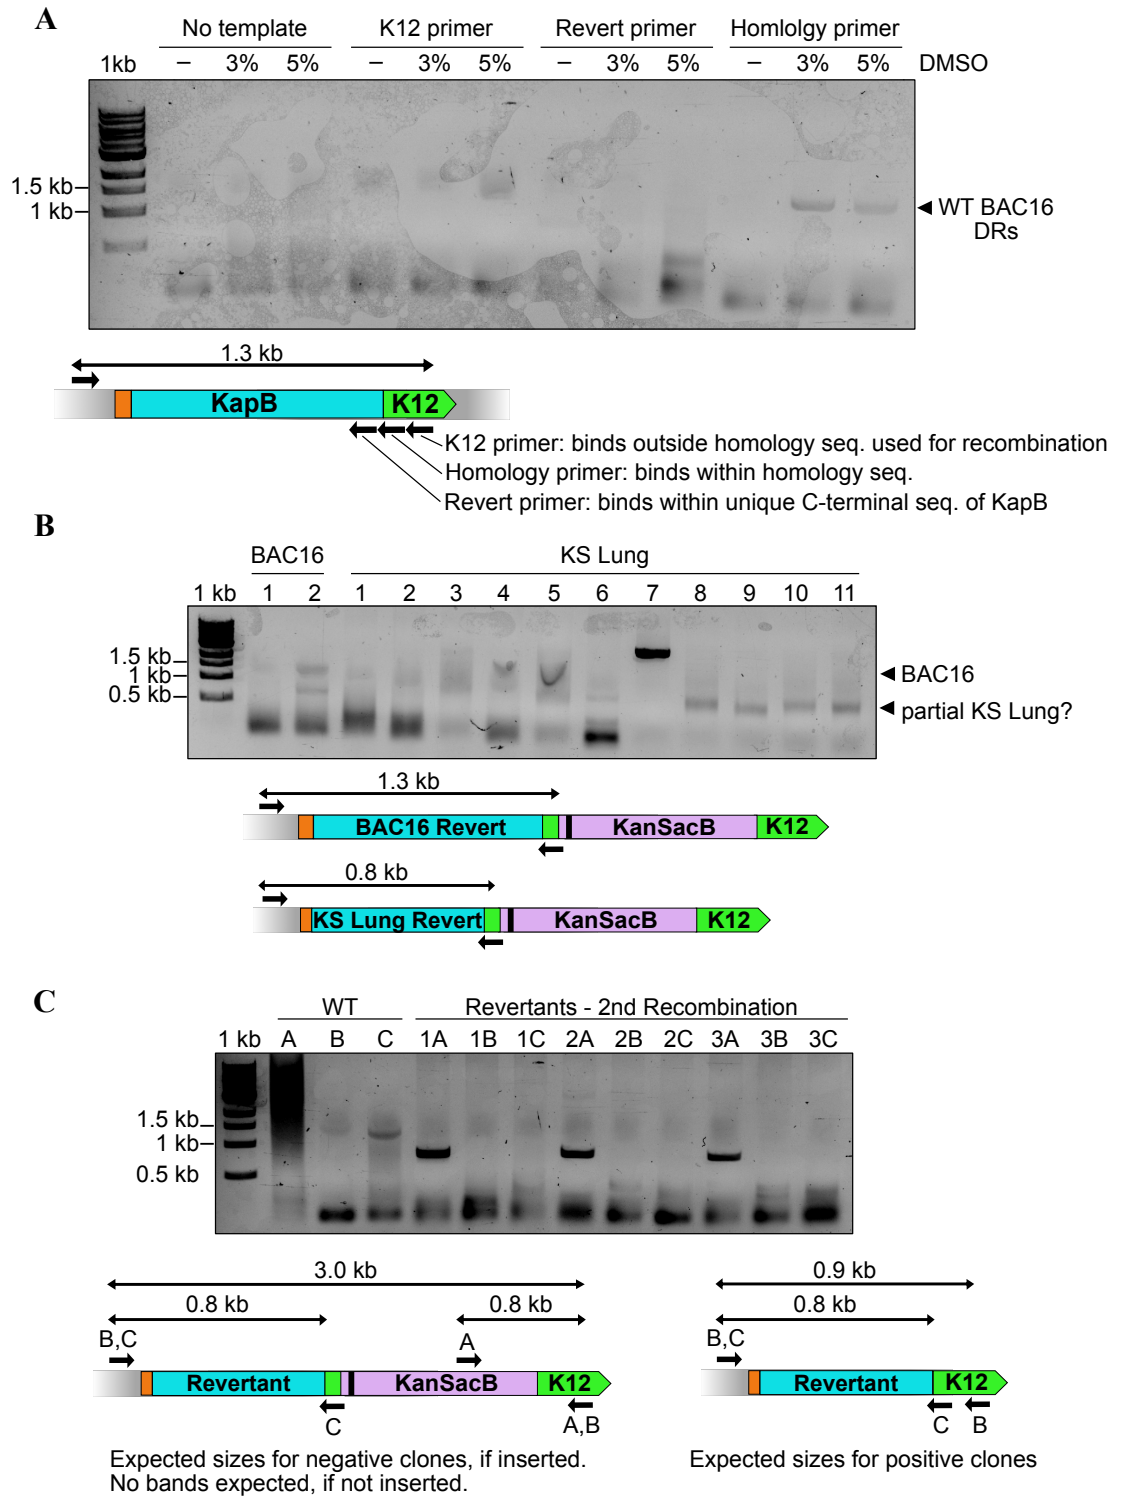 A
No template K12 primer Revert primer Homolgy primer
1kb – 3% 5% – 3% 5% – 3% 5% – 3% 5% DMSO
1.5 kb
1 kb
WT BAC16
DRs
1.3 kb
KapB K12
K12 primer: binds outside homology seq. used for recombination
Homology primer: binds within homology seq.
Revert primer: binds within unique C-terminal seq. of KapB
B
BAC16 KS Lung
1 kb 1 2 1 2 3 4 5 6 7 8 9 10 11
1.5 kb
1 kb
0.5 kb
BAC16
partial KS Lung?
1.3 kb
BAC16 Revert KanSacB K12
0.8 kb
KS Lung Revert KanSacB K12
C
WT Revertants - 2nd Recombination
1 kb A B C 1A 1B 1C 2A 2B 2C 3A 3B 3C
1.5 kb
1 kb
0.5 kb
3.0 kb
0.8 kb 0.8 kb
B,C A
Revertant KanSacB K12
C A,B
Expected sizes for negative clones, if inserted.
No bands expected, if not inserted.
0.9 kb
0.8 kb
B,C
Revertant K12
C B
Expected sizes for positive clones